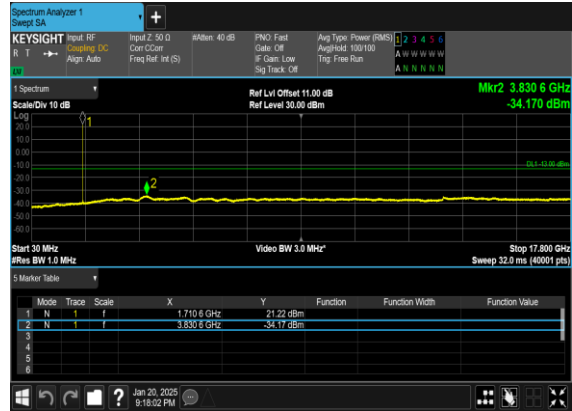 Spectrum Analyzer 1
Swept SA
+
KEYSIGHT
R T
Input: RF
Coupling: DC
Align: Auto
Input Z: 50 Ω
Corr CCorr
Freq Ref: Int (S)
#Atten: 40 dB
PNO: Fast
Gate: Off
IF Gain: Low
Sig Track: Off
Avg Type: Power (RMS)
Avg|Hold: 100/100
Trig: Free Run
1 2 3 4 5 6
A W W W W W
A N N N N N
1 Spectrum
Scale/Div 10 dB
Ref Lvl Offset 11.00 dB
Ref Level 30.00 dBm
Mkr2 3.830 6 GHz
-34.170 dBm
Log
1
20.0
10.0
0.00
-10.0
DL1 -13.00 dBm
-20.0
2
-30.0
-40.0
-50.0
-60.0
Start 30 MHz
Video BW 3.0 MHz*
Stop 17.800 GHz
#Res BW 1.0 MHz
Sweep 32.0 ms (40001 pts)
5 Marker Table
Mode Trace Scale X Y Function Function Width Function Value
1 N 1 f 1.710 6 GHz 21.22 dBm
2 N 1 f 3.830 6 GHz -34.17 dBm
3
4
5
6
?
Jan 20, 2025
9:18:02 PM